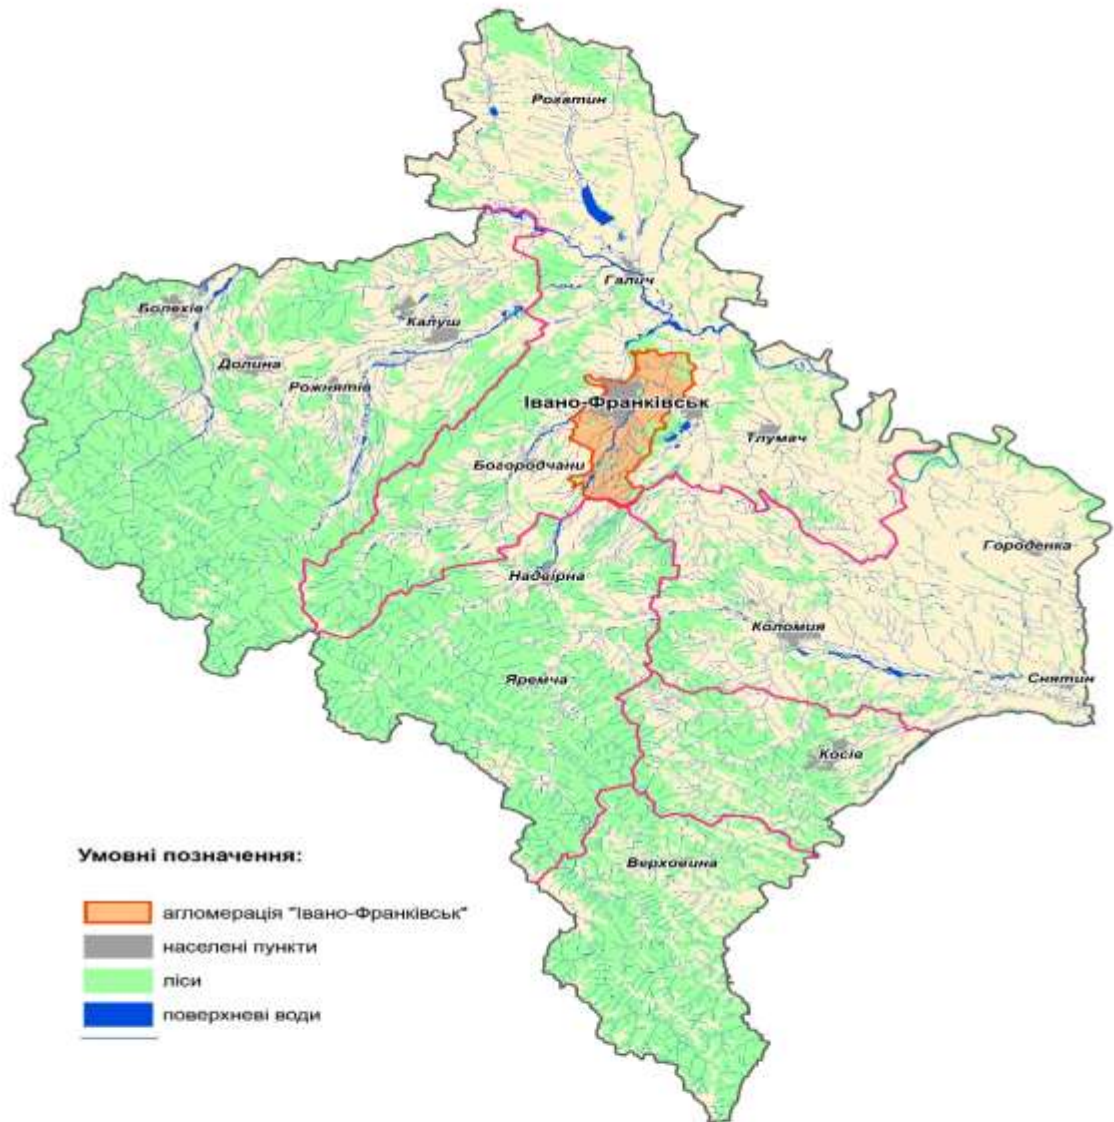 Рогатин
Галич
Болехів
Калуш
Долина
Рожнятів
Івано-Франківськ
Тлумач
Богородчани
Городенка
Надвірна
Коломия
Яремча
Снятин
Косів
Верховина
Умовні позначення:
агломерація "Івано-Франківськ"
населені пункти
ліси
поверхневі води